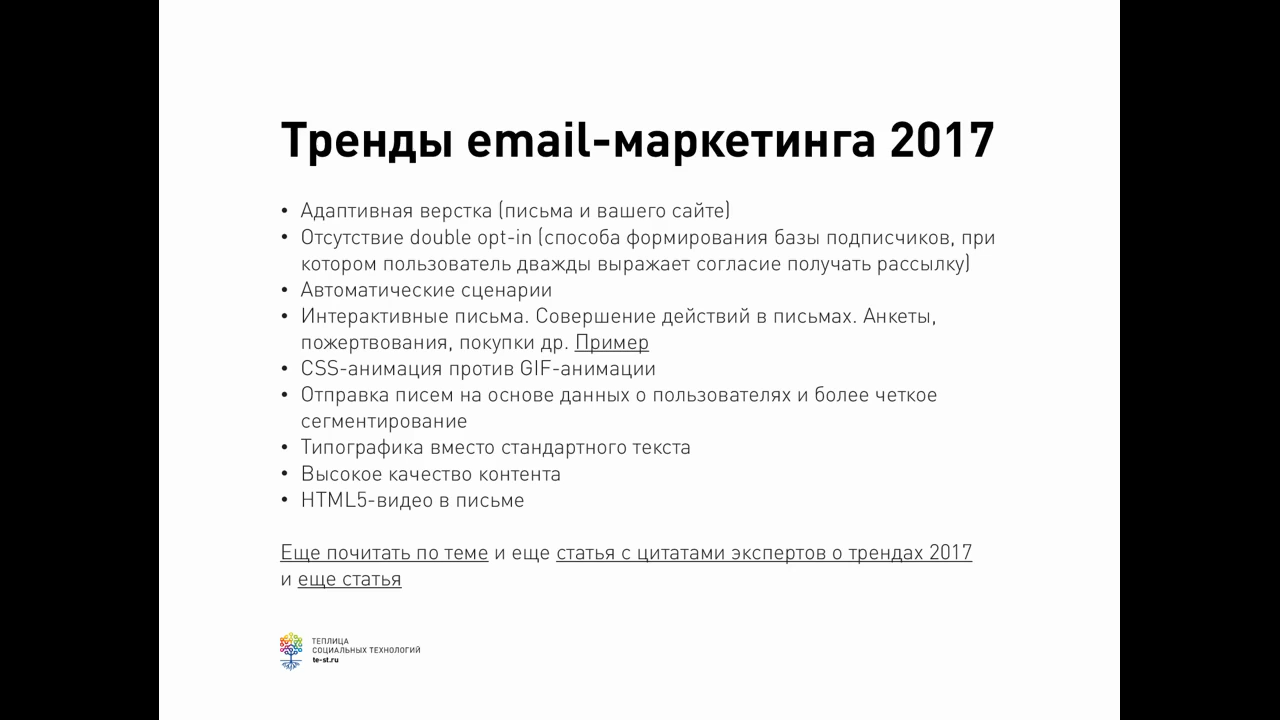 Тренды email-маркетинга 2017
• Адаптивная верстка (письма и вашего сайте)
• Отсутствие double opt-in (способа формирования базы подписчиков, при
котором пользователь дважды выражает согласие получать рассылку)
• Автоматические сценарии
• Интерактивные письма. Совершение действий в письмах. Анкеты,
пожертвования, покупки др. Пример
• CSS-анимация против GIF-анимации
• Отправка писем на основе данных о пользователях и более четкое
сегментирование
• Типографика вместо стандартного текста
• Высокое качество контента
• HTML5-видео в письме
Еще почитать по теме и еще статья с цитатами экспертов о трендах 2017
и еще статья
ТЕПЛИЦА
СОЦИАЛЬНЫХ ТЕХНОЛОГИЙ
te-st.ru